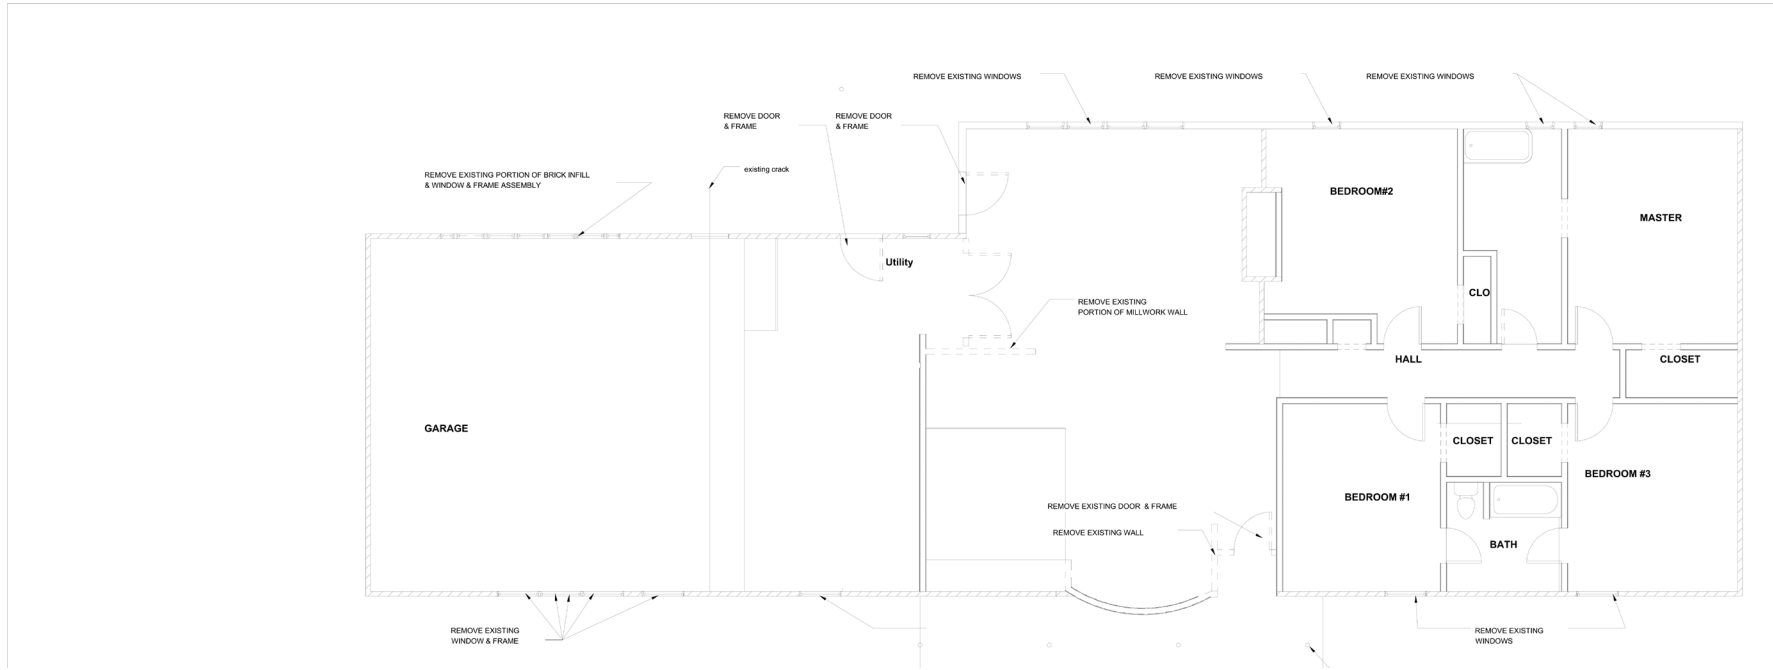 REMOVE EXISTING WINDOWS
REMOVE EXISTING WINDOWS
REMOVE EXISTING WINDOWS
REMOVE DOOR
& FRAME
REMOVE DOOR
& FRAME
existing crack
REMOVE EXISTING PORTION OF BRICK INFILL
& WINDOW & FRAME ASSEMBLY
BEDROOM#2
MASTER
Utility
CLO
REMOVE EXISTING
PORTION OF MILLWORK WALL
HALL
CLOSET
GARAGE
CLOSET
CLOSET
BEDROOM #3
BEDROOM #1
REMOVE EXISTING DOOR & FRAME
REMOVE EXISTING WALL
BATH
REMOVE EXISTING
WINDOW & FRAME
REMOVE EXISTING
WINDOWS